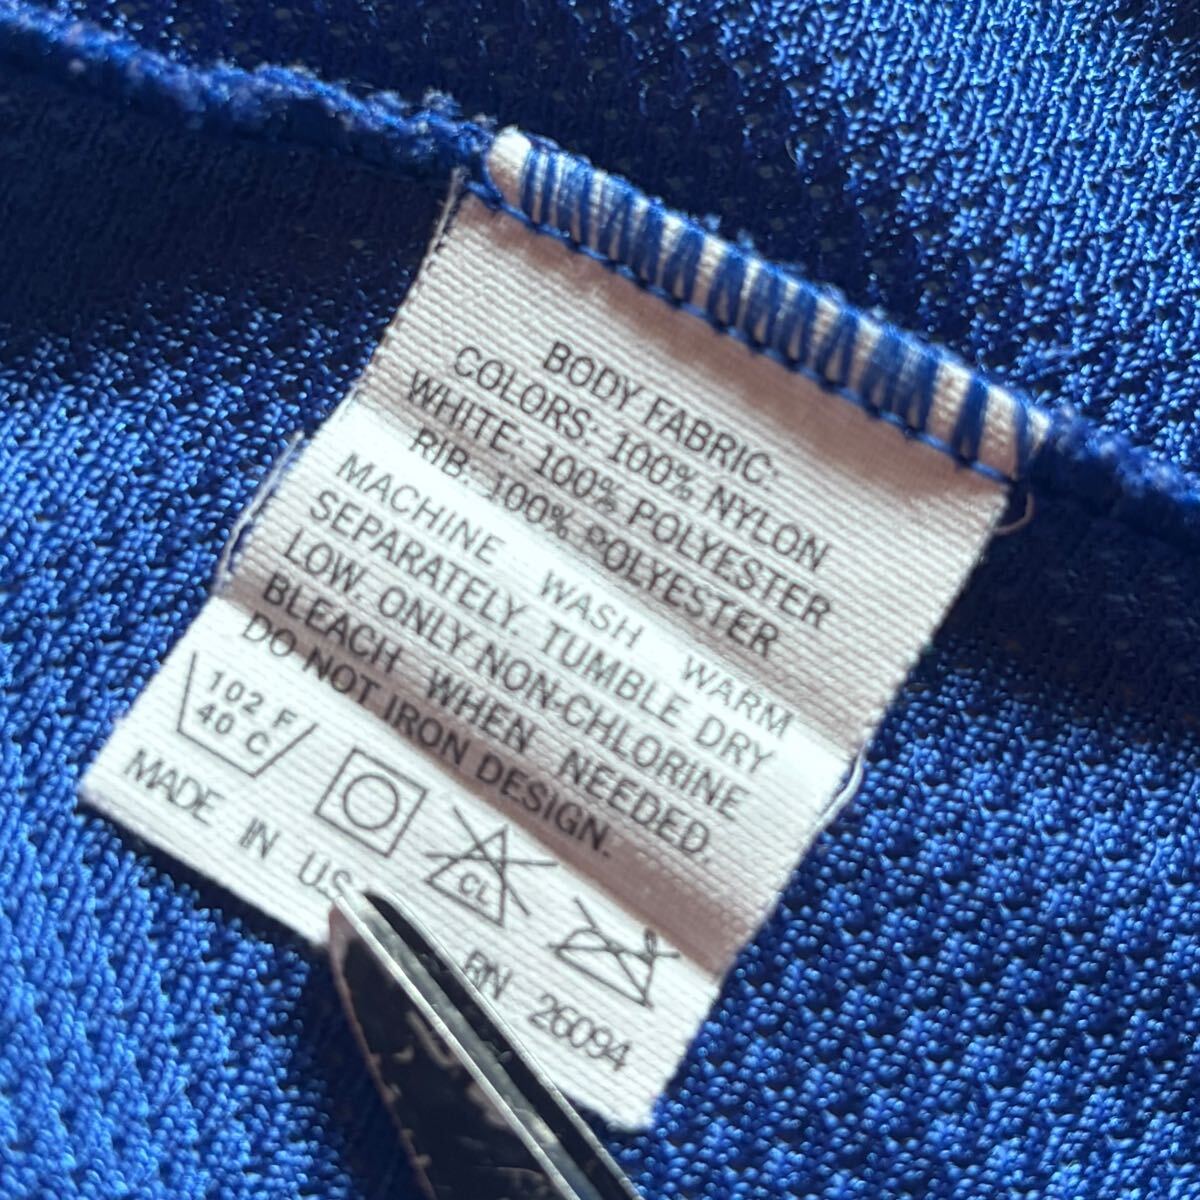 BODY FABRIC:
COLORS: 100% NYLON
WHITE: 100% POLYESTER
RIB: 100% POLYESTER
MACHINE WASH WARM
SEPARATELY. TUMBLE DRY
LOW. ONLY NON-CHLORINE
BLEACH WHEN NEEDED.
DO NOT IRON DESIGN.
102 F
40 C
CL
MADE IN U.S. RN 26094